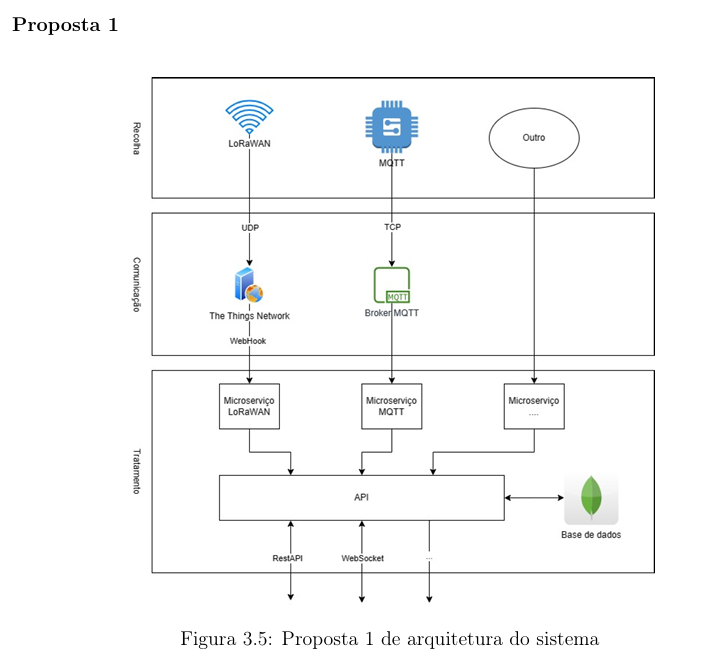 Proposta 1
Recolha
LoRaWAN
MQTT
Outro
Comunicação
UDP
TCP
The Things Network
MQTT
Broker MQTT
WebHook
Tratamento
Microserviço
LoRaWAN
Microserviço
MQTT
Microserviço
....
API
Base de dados
RestAPI
WebSocket
...
Figura 3.5: Proposta 1 de arquitetura do sistema